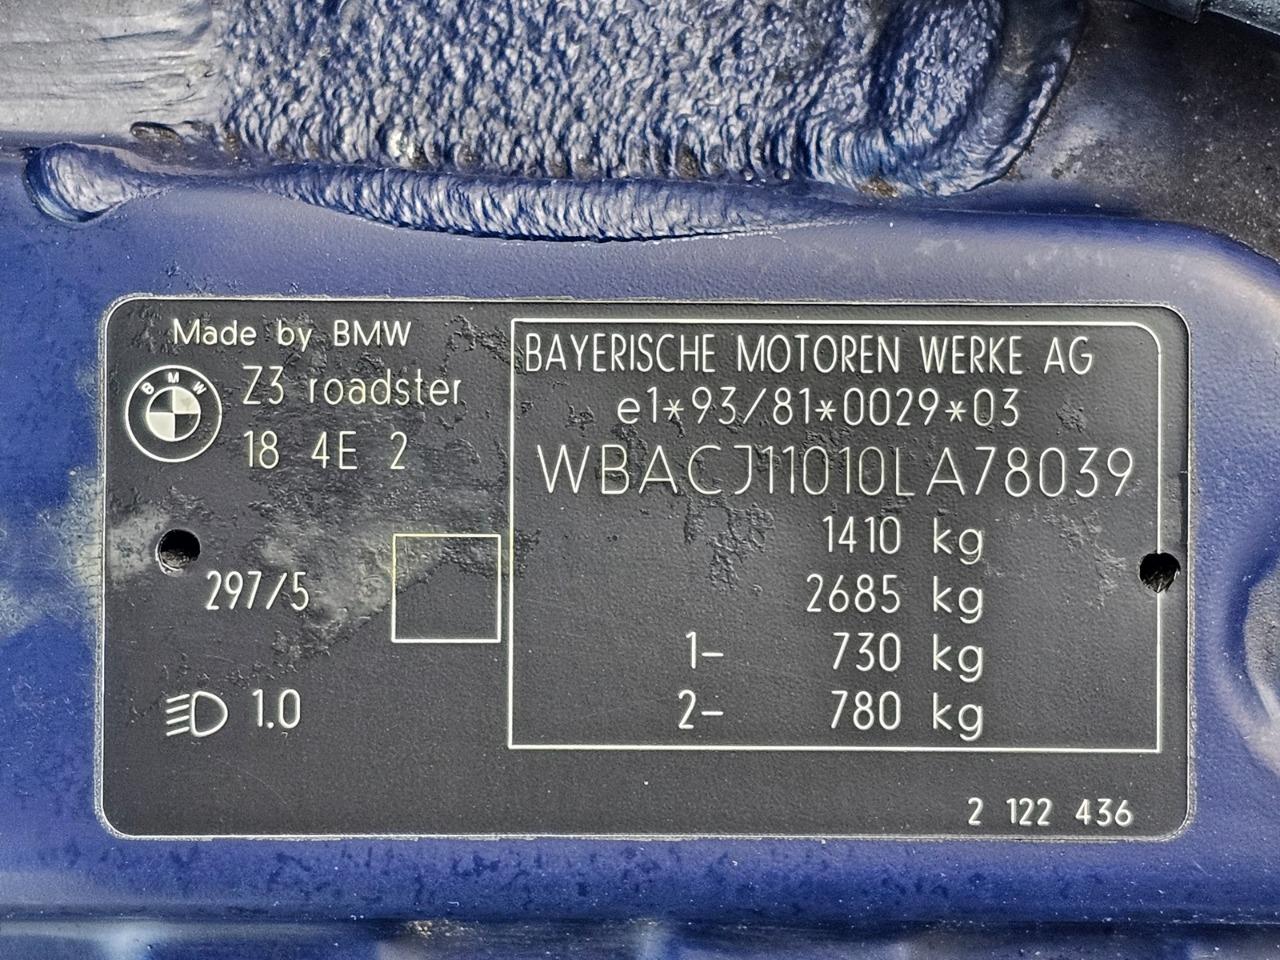 Made by BMW
BMW
Z3 roadster
18 4E 2
297/5
1.0
BAYERISCHE MOTOREN WERKE AG
e1*93/81*0029*03
WBACJ11010LA78039
1410 kg
2685 kg
1- 730 kg
2- 780 kg
2 122 436